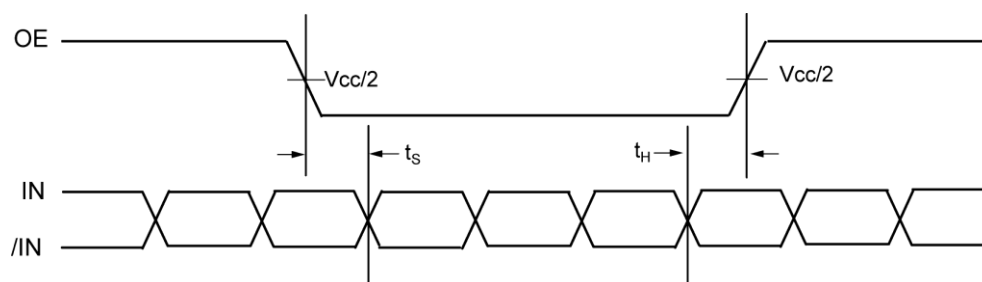 OE
Vcc/2
Vcc/2
tS
tH
IN
/IN